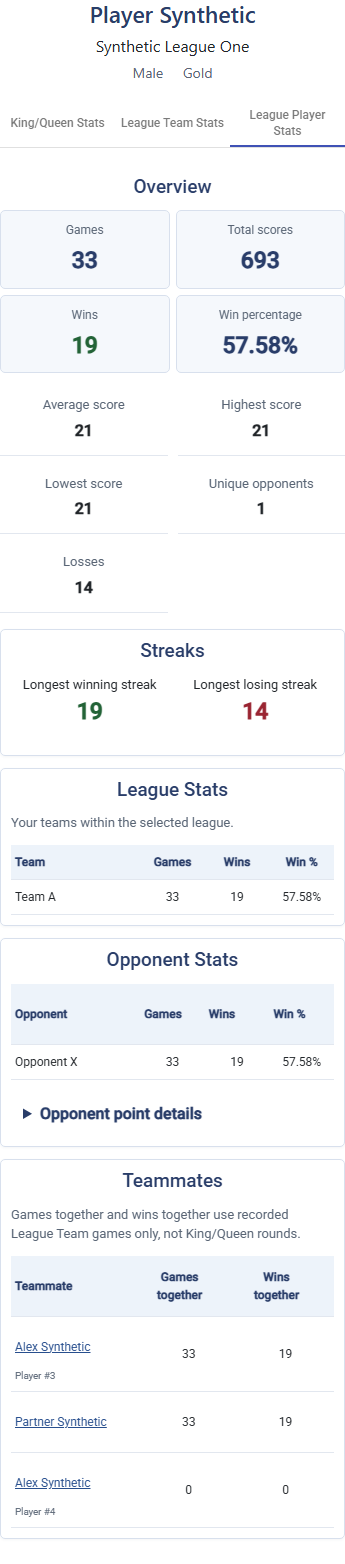 Player Synthetic
Synthetic League One
Male Gold
King/Queen Stats League Team Stats League Player
Stats
Overview
Games Total scores
33 693
Wins Win percentage
19 57.58%
Average score Highest score
21 21
Lowest score Unique opponents
21 1
Losses
14
Streaks
Longest winning streak Longest losing streak
19 14
League Stats
Your teams within the selected league.
Team Games Wins Win %
Team A 33 19 57.58%
Opponent Stats
Opponent Games Wins Win %
Opponent X 33 19 57.58%
Opponent point details
Teammates
Games together and wins together use recorded
League Team games only, not King/Queen rounds.
Teammate Games together Wins together
Alex Synthetic 33 19
Player #3
Partner Synthetic 33 19
Alex Synthetic 0 0
Player #4